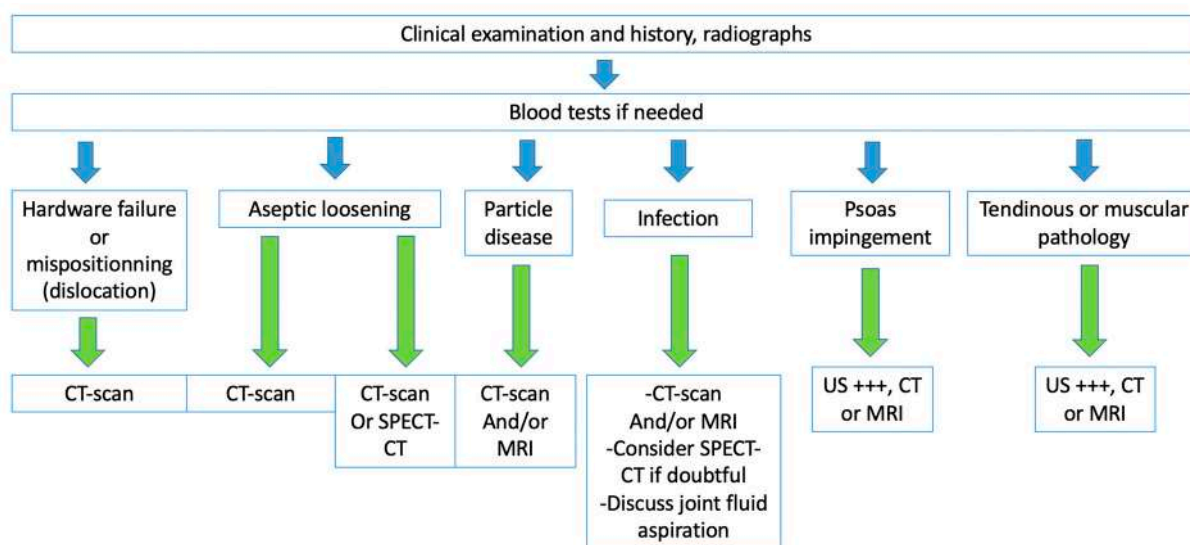 Clinical examination and history, radiographs
Blood tests if needed
Hardware failure
or
mispositionning
(dislocation)
Aseptic loosening
Particle
disease
Infection
Psoas
impingement
Tendinous or muscular
pathology
CT-scan
CT-scan
CT-scan
Or SPECT-
CT
CT-scan
And/or
MRI
-CT-scan
And/or MRI
-Consider SPECT-
CT if doubtful
-Discuss joint fluid
aspiration
US +++, CT
or MRI
US +++, CT
or MRI